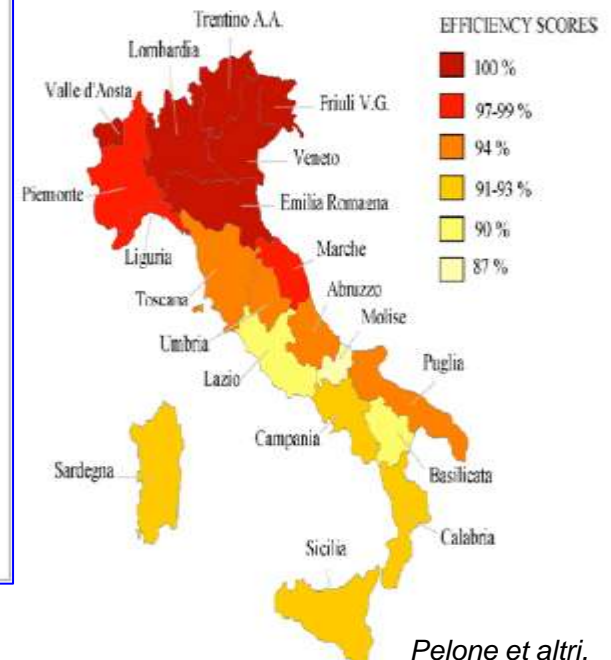 Trentino A.A.
Lombardia
Valle d'Aosta
Friuli V.G.
Veneto
Piemonte
Emilia Romagna
Liguria
Marche
Toscana
Abruzzo
Umbria
Molise
Lazio
Puglia
Campania
Basilicata
Sardegna
Calabria
Sicilia
EFFICIENCY SCORES
100 %
97-99 %
94 %
91-93 %
90 %
87 %
Pelone et altri.